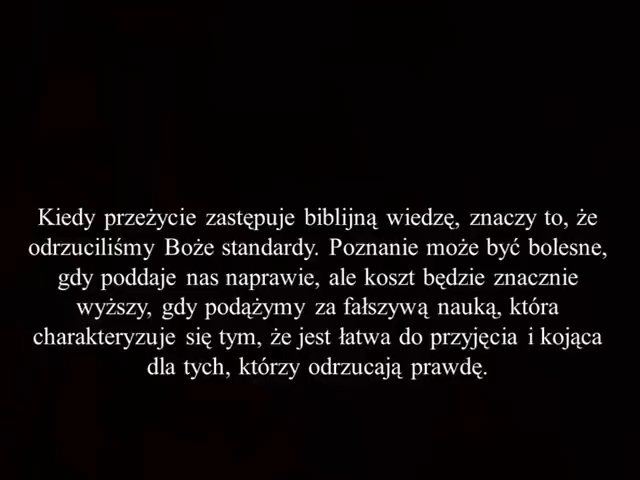 Kiedy przeżycie zastępuje biblijną wiedzę, znaczy to, że
odrzuciliśmy Boże standardy. Poznanie może być bolesne,
gdy poddaje nas naprawie, ale koszt będzie znacznie
wyższy, gdy podążymy za fałszywą nauką, która
charakteryzuje się tym, że jest łatwa do przyjęcia i kojąca
dla tych, którzy odrzucają prawdę.